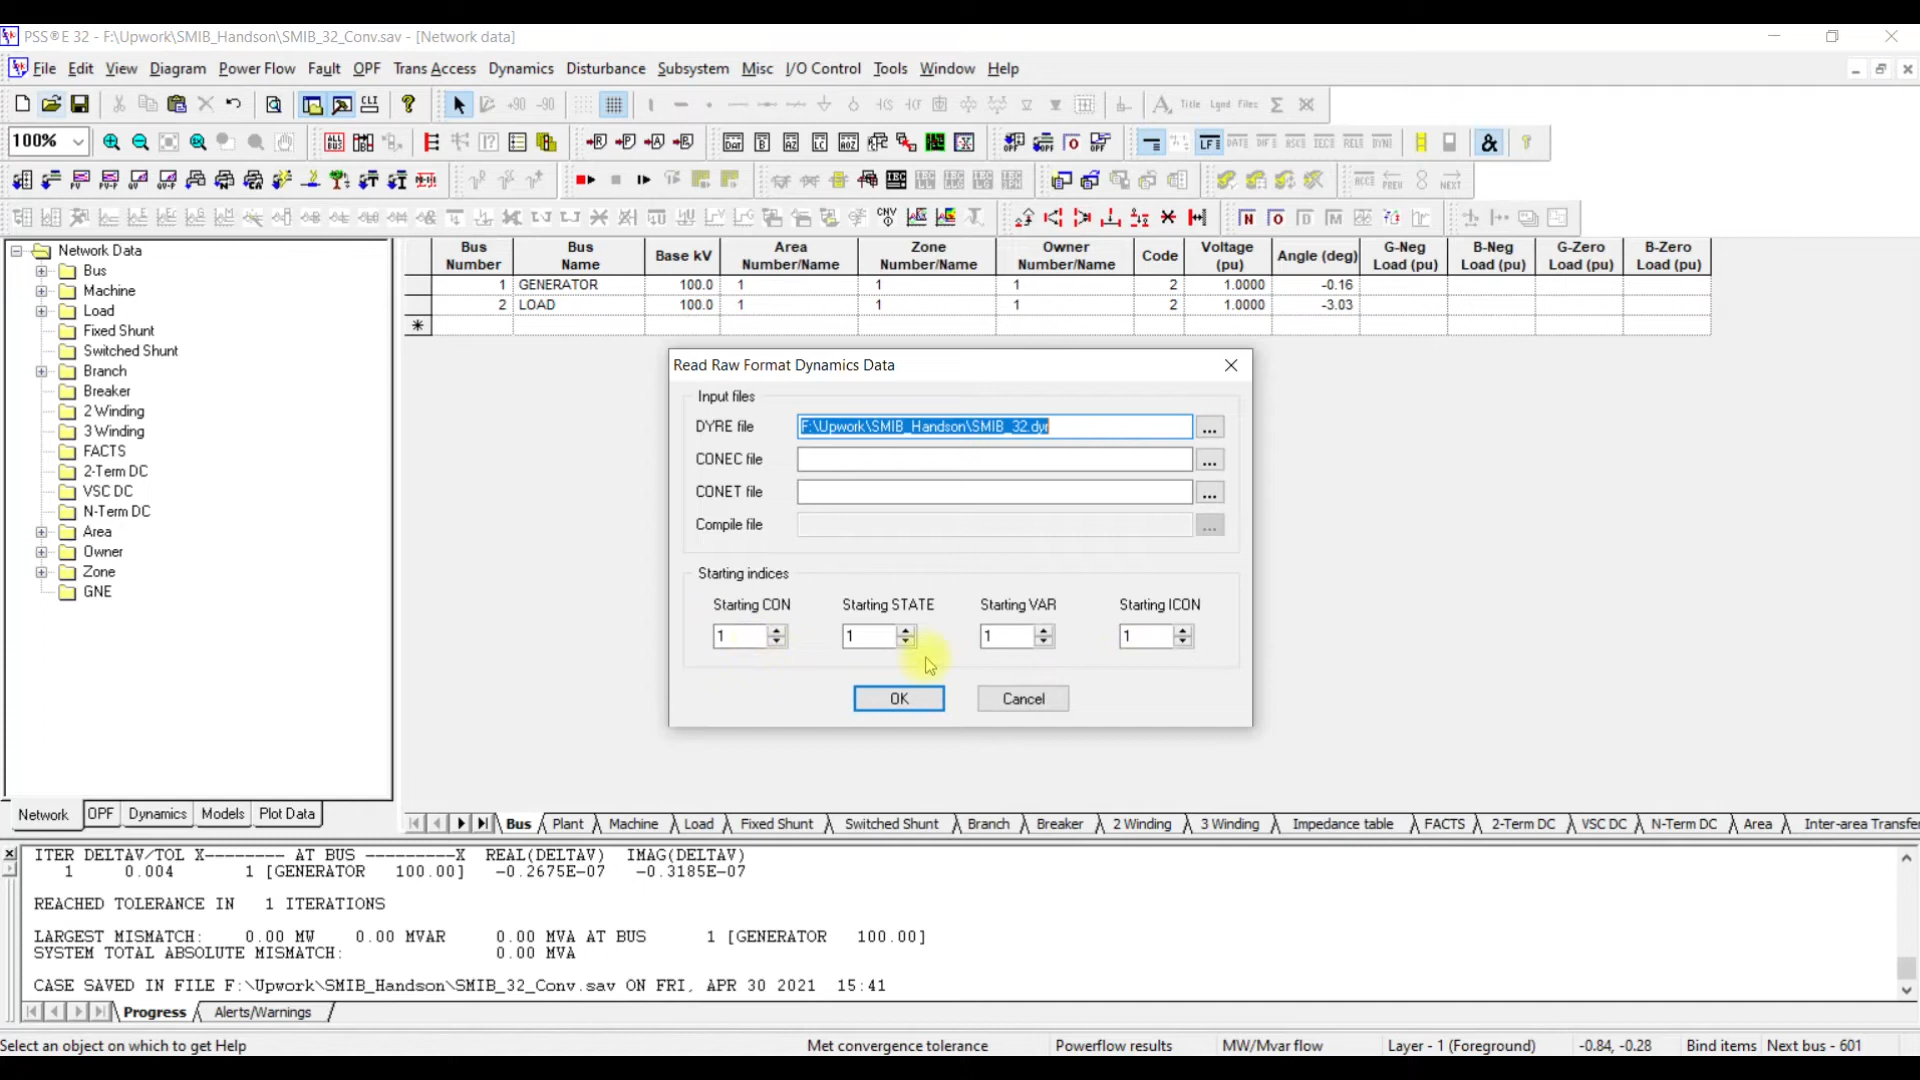 PSS®E 32 - F:\Upwork\SMIB_Handson\SMIB_32_Conv.sav - [Network data]
File Edit View Diagram Power Flow Fault OPF Trans Access Dynamics Disturbance Subsystem Misc I/O Control Tools Window Help
+90 -90 Title Lgnd Files
100%
Network Data
Bus
Machine
Load
Fixed Shunt
Switched Shunt
Branch
Breaker
2 Winding
3 Winding
FACTS
2-Term DC
VSC DC
N-Term DC
Area
Owner
Zone
GNE
Network OPF Dynamics Models Plot Data
Bus Number Bus Name Base kV Area Number/Name Zone Number/Name Owner Number/Name Code Voltage (pu) Angle (deg) G-Neg Load (pu) B-Neg Load (pu) G-Zero Load (pu) B-Zero Load (pu)
1 GENERATOR 100.0 1 1 1 2 1.0000 -0.16
2 LOAD 100.0 1 1 1 2 1.0000 -3.03
Read Raw Format Dynamics Data
Input files
DYRE file F:\Upwork\SMIB_Handson\SMIB_32.dyr ...
CONEC file ...
CONET file ...
Compile file ...
Starting indices
Starting CON Starting STATE Starting VAR Starting ICON
1 1 1 1
OK Cancel
Bus Plant Machine Load Fixed Shunt Switched Shunt Branch Breaker 2 Winding 3 Winding Impedance table FACTS 2-Term DC VSC DC N-Term DC Area Inter-area Transfer
ITER DELTAV/TOL X-------- AT BUS ---------X REAL(DELTAV) IMAG(DELTAV)
1 0.004 1 [GENERATOR 100.00] -0.2675E-07 -0.3185E-07
REACHED TOLERANCE IN 1 ITERATIONS
LARGEST MISMATCH: 0.00 MW 0.00 MVAR 0.00 MVA AT BUS 1 [GENERATOR 100.00]
SYSTEM TOTAL ABSOLUTE MISMATCH: 0.00 MVA
CASE SAVED IN FILE F:\Upwork\SMIB_Handson\SMIB_32_Conv.sav ON FRI, APR 30 2021 15:41
Progress Alerts/Warnings
Select an object on which to get Help Met convergence tolerance Powerflow results MW/Mvar flow Layer - 1 (Foreground) -0.84, -0.28 Bind items Next bus - 601